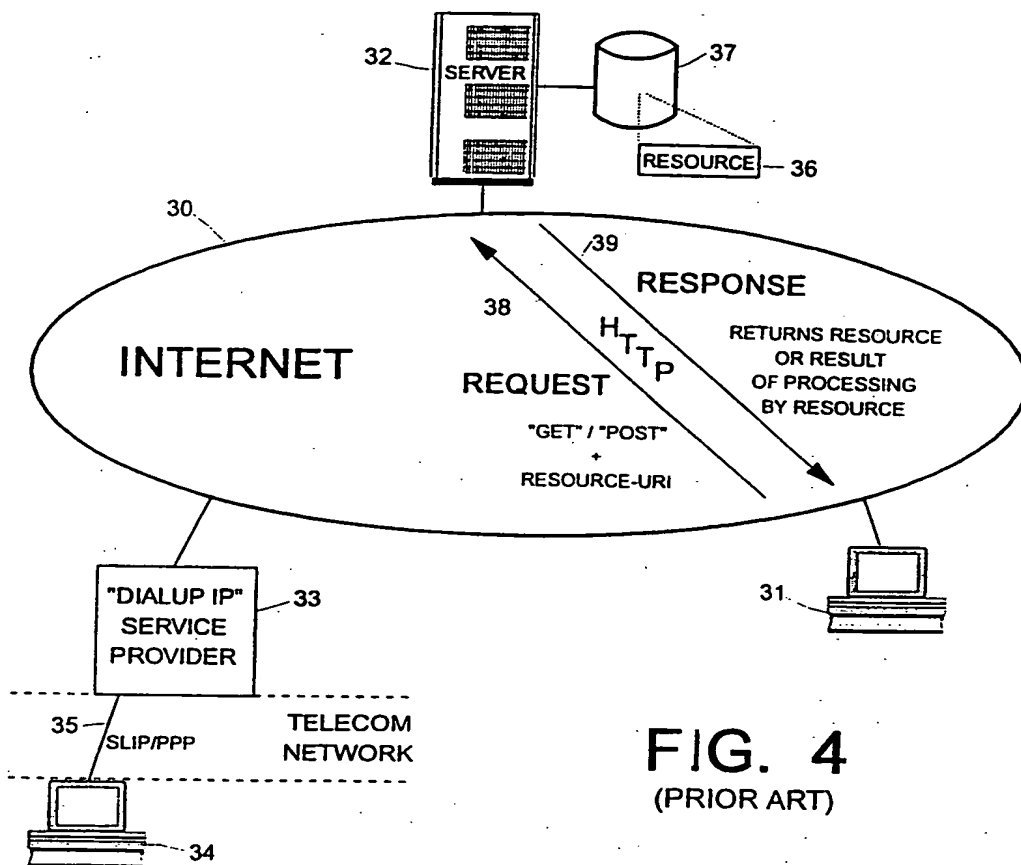 32
SERVER
37
RESOURCE
36
30
39
RESPONSE
38
HTTP
INTERNET
REQUEST
RETURNS RESOURCE
OR RESULT
OF PROCESSING
BY RESOURCE
"GET" / "POST"
+
RESOURCE-URI
"DIALUP IP"
SERVICE
PROVIDER
33
31
35
SLIP/PPP
TELECOM
NETWORK
34
FIG. 4
(PRIOR ART)